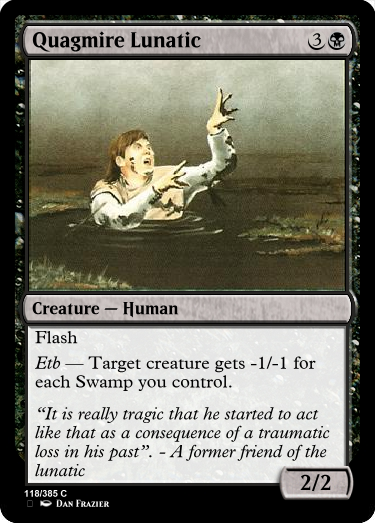 Quagmire Lunatic 3
Creature — Human
Flash
Etb — Target creature gets -1/-1 for
each Swamp you control.
“It is really tragic that he started to act
like that as a consequence of a traumatic
loss in his past”. - A former friend of the
lunatic
2/2
118/385 C
DAN FRAZIER